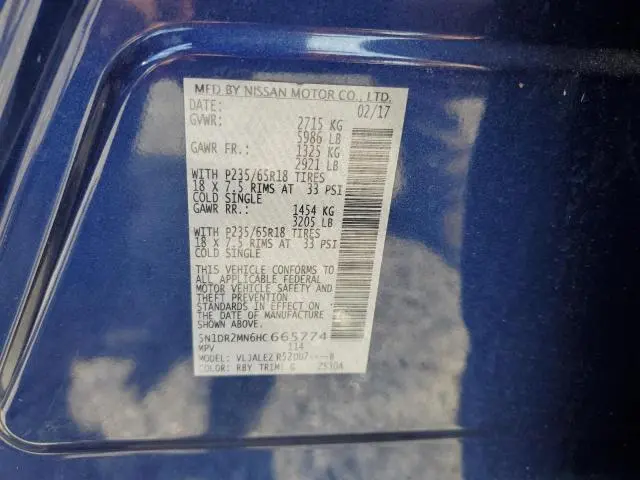 MFD BY NISSAN MOTOR CO., LTD.
DATE: 02/17
GVWR: 2715 KG
5986 LB
GAWR FR.: 1325 KG
2921 LB
WITH P235/65R18 TIRES
18 X 7.5 RIMS AT 33 PSI
COLD SINGLE
GAWR RR.: 1454 KG
3205 LB
WITH P235/65R18 TIRES
18 X 7.5 RIMS AT 33 PSI
COLD SINGLE
THIS VEHICLE CONFORMS TO
ALL APPLICABLE FEDERAL
MOTOR VEHICLE SAFETY AND
THEFT PREVENTION
STANDARDS IN EFFECT ON
THE DATE OF MANUFACTURE
SHOWN ABOVE.
5N1DR2MN6HC665774
MPV 114
MODEL:
COLOR: RBY TRIM: G